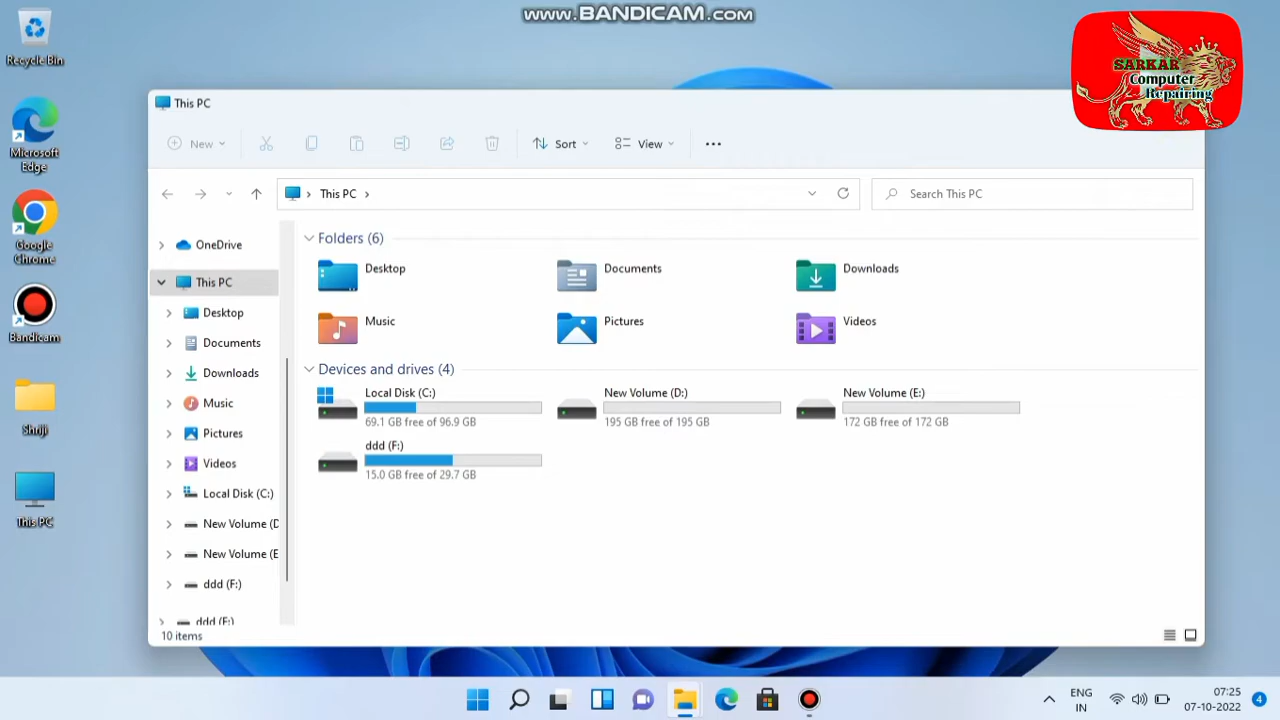 www.BANDICAM.com
SARKAR
Computer
Repairing
Recycle Bin
Microsoft
Edge
Google
Chrome
Bandicam
Shriji
This PC
This PC
New
Sort
View
This PC
Search This PC
OneDrive
This PC
Desktop
Documents
Downloads
Music
Pictures
Videos
Local Disk (C:)
New Volume (D
New Volume (E
ddd (F:)
ddd (F:)
Folders (6)
Desktop
Documents
Downloads
Music
Pictures
Videos
Devices and drives (4)
Local Disk (C:)
69.1 GB free of 96.9 GB
New Volume (D:)
195 GB free of 195 GB
New Volume (E:)
172 GB free of 172 GB
ddd (F:)
15.0 GB free of 29.7 GB
10 items
ENG
IN
07:25
07-10-2022
4